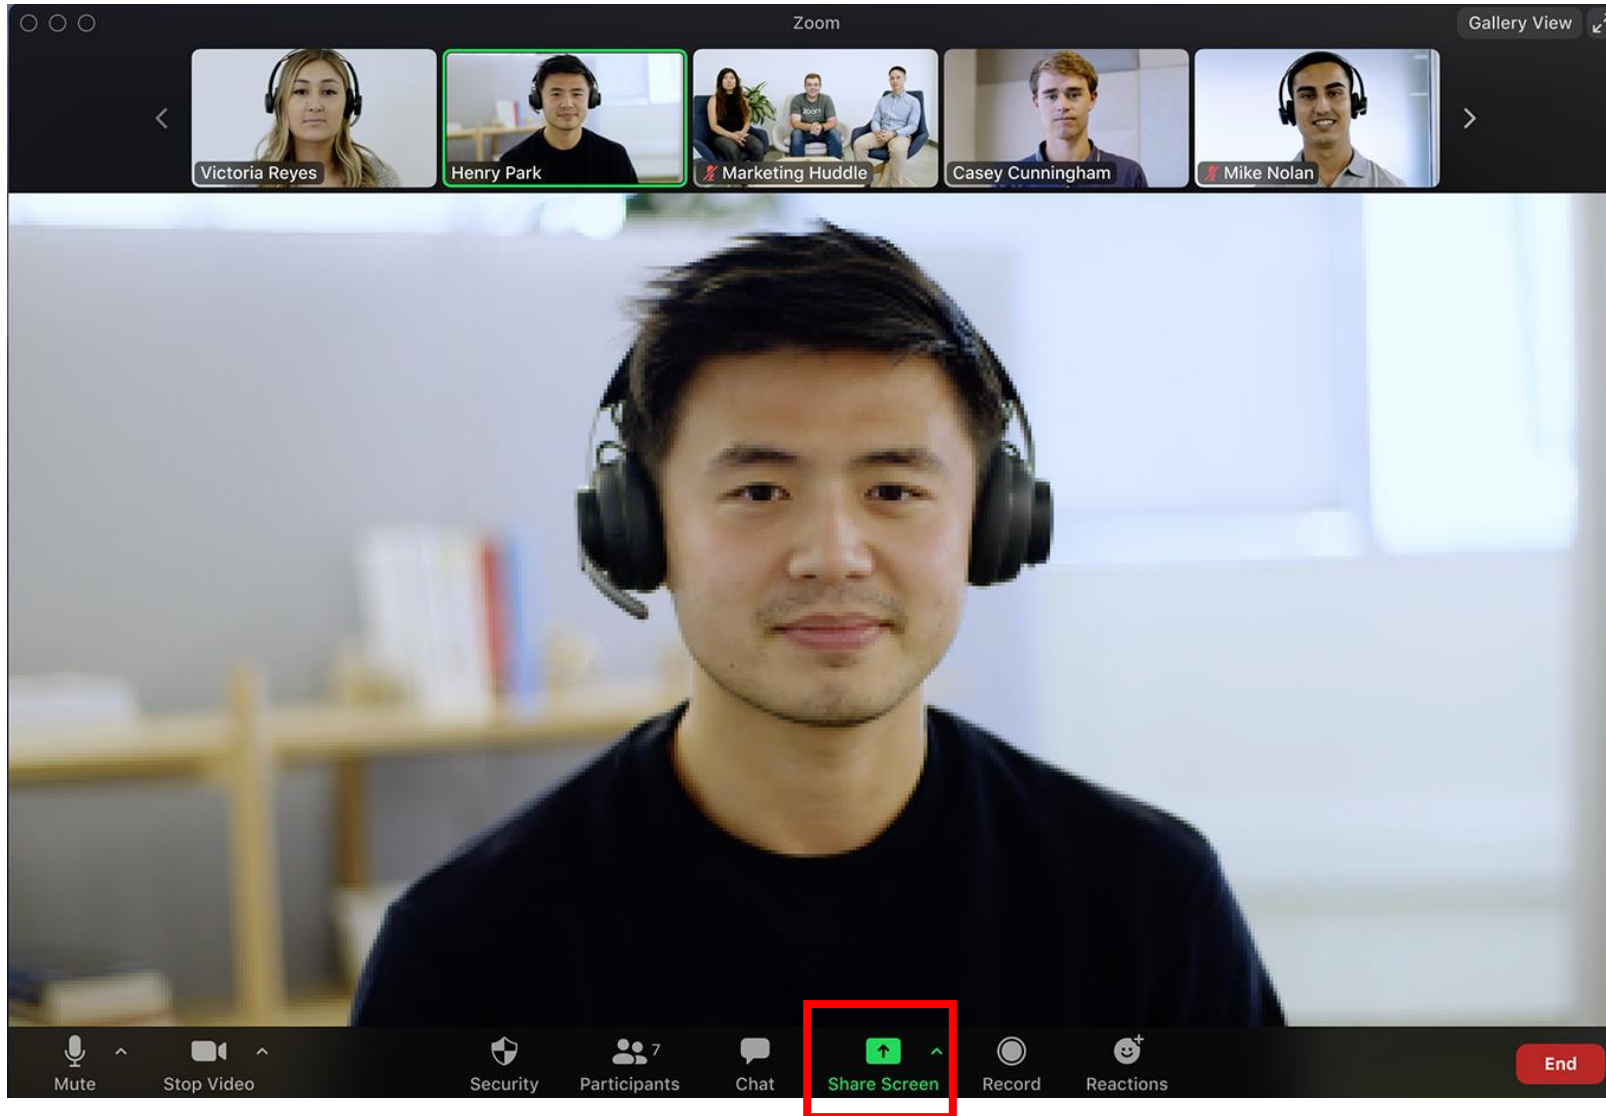 Zoom
Gallery View
Victoria Reyes
Henry Park
Marketing Huddle
Casey Cunningham
Mike Nolan
zoom
7
Mute
Stop Video
Security
Participants
Chat
Share Screen
Record
Reactions
End